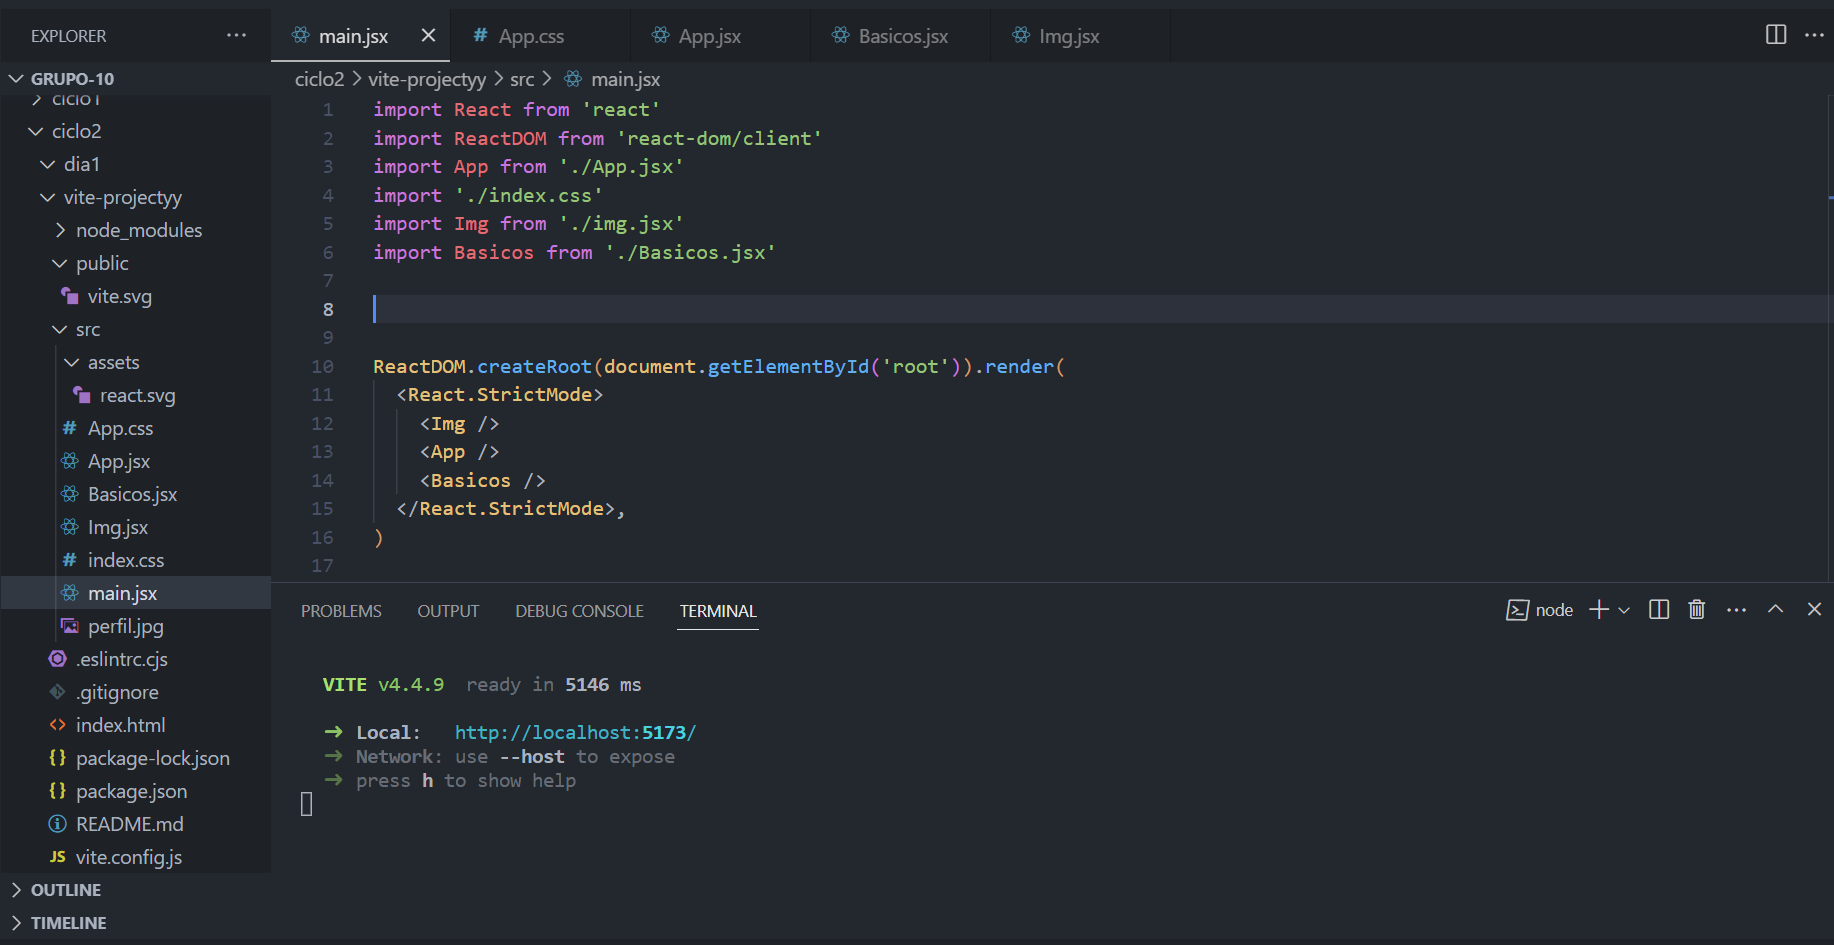 EXPLORER
GRUPO-10
ciclo1
ciclo2
dia1
vite-projectyy
node_modules
public
vite.svg
src
assets
react.svg
App.css
App.jsx
Basicos.jsx
Img.jsx
index.css
main.jsx
perfil.jpg
.eslintrc.cjs
.gitignore
index.html
package-lock.json
package.json
README.md
JS vite.config.js
OUTLINE
TIMELINE
main.jsx App.css App.jsx Basicos.jsx Img.jsx
ciclo2 > vite-projectyy > src > main.jsx
1 import React from 'react'
2 import ReactDOM from 'react-dom/client'
3 import App from './App.jsx'
4 import './index.css'
5 import Img from './img.jsx'
6 import Basicos from './Basicos.jsx'
7
8
9
10 ReactDOM.createRoot(document.getElementById('root')).render(
11 <React.StrictMode>
12 <Img />
13 <App />
14 <Basicos />
15 </React.StrictMode>,
16 )
17
PROBLEMS OUTPUT DEBUG CONSOLE TERMINAL node
VITE v4.4.9 ready in 5146 ms
➜ Local: http://localhost:5173/
➜ Network: use --host to expose
➜ press h to show help